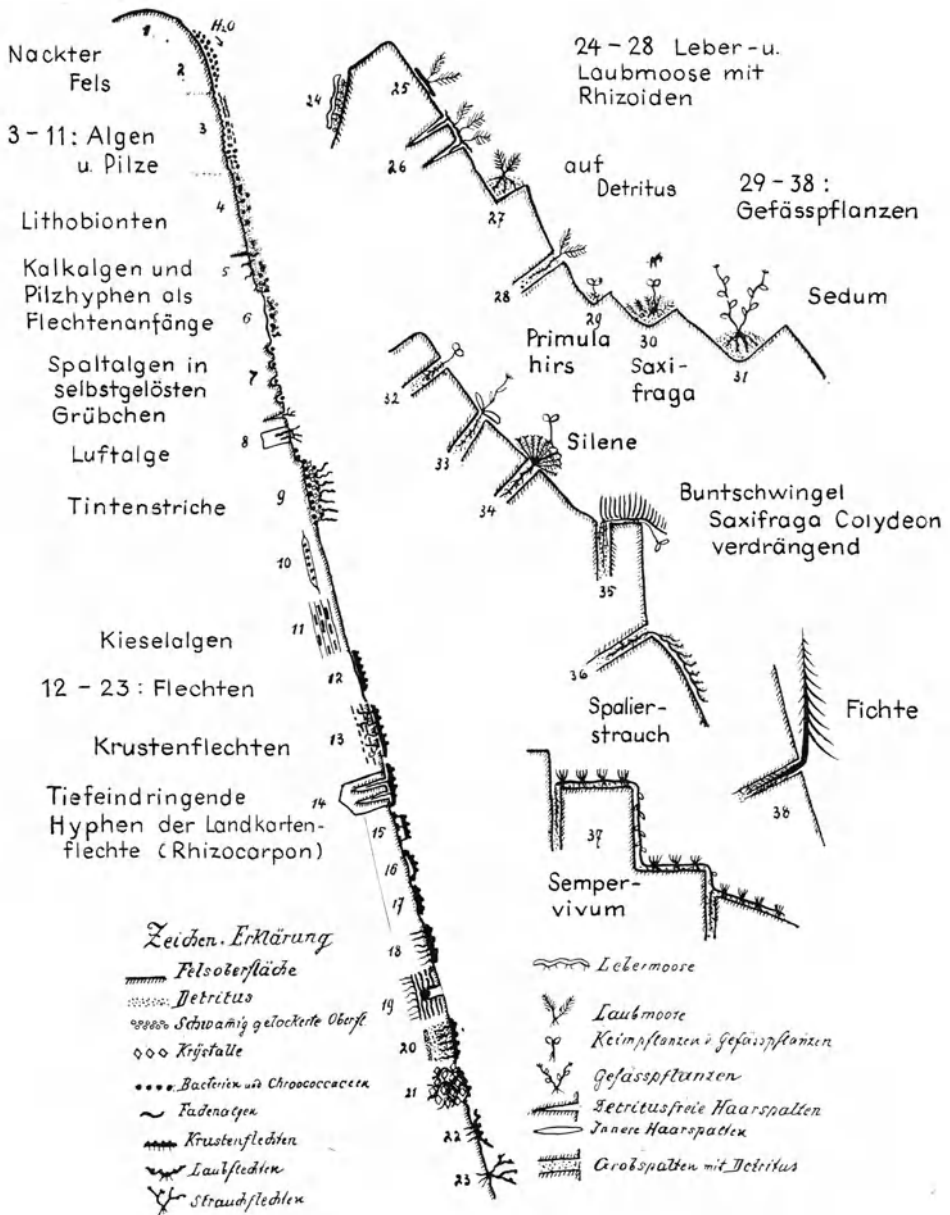 1
H₂O
Nackter
Fels
2
3
3 – 11: Algen
u. Pilze
4
Lithobionten
5
Kalkalgen und
Pilzhyphen als
Flechtenanfänge
6
Spaltalgen in
selbstgelösten
Grübchen
7
8
Luftalge
9
Tintenstriche
10
11
Kieselalgen
12
12 – 23: Flechten
13
Krustenflechten
14
Tiefeindringende
Hyphen der Landkarten-
flechte (Rhizocarpon)
15
16
17
18
19
20
21
22
23
24 – 28 Leber- u.
Laubmoose mit
Rhizoiden
24
25
26
auf
Detritus
27
28
29 – 38:
Gefässpflanzen
29
Primula
hirs
30
Saxi-
fraga
31
Sedum
32
33
34
Silene
35
Buntschwingel
Saxifraga Colydeon
verdrängend
36
Spalier-
strauch
37
Semper-
vivum
38
Fichte
Zeichen-Erklärung
Felsoberfläche
Detritus
Schwamig gelockerte Oberfl.
Krÿstalle
Bacterien und Chroococcaceen
Fadenalgen
Krustenflechten
Laubflechten
Strauchflechten
Lebermoose
Laubmoose
Keimpflanzen v. Gefässpflanzen
Gefässpflanzen
Detritusfreie Haarspalten
Innere Haarspalten
Grobspalten mit Detritus